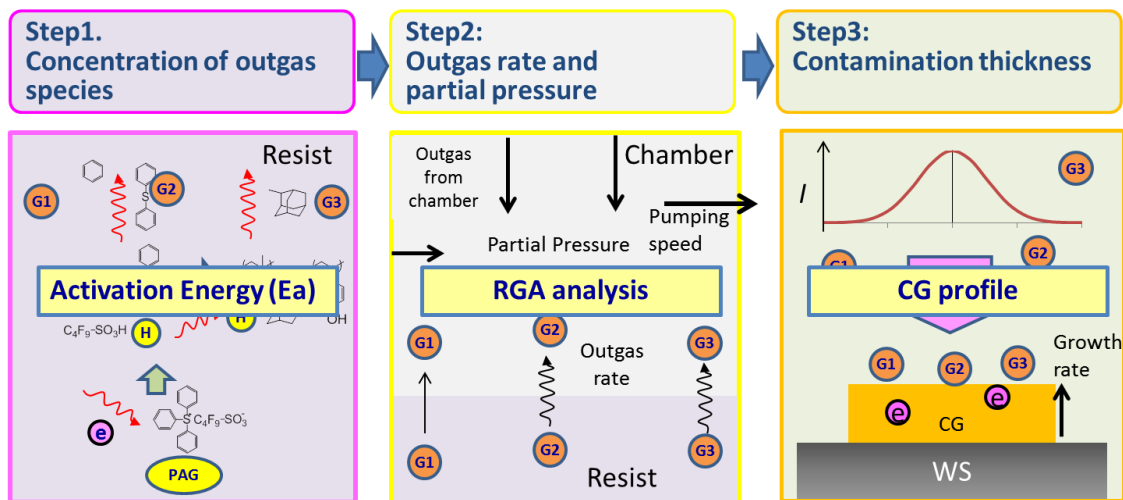 Step1.
Concentration of outgas
species
Step2:
Outgas rate and
partial pressure
Step3:
Contamination thickness
Resist
G1
S
G2
G3
Activation Energy (Ea)
C₄F₉-SO₃H
H
H
OH
e
S⁺
C₄F₉-SO₃⁻
PAG
Outgas
from
chamber
Chamber
Partial Pressure
Pumping
speed
RGA analysis
G1
G2
G3
Outgas
rate
G1
G2
G3
Resist
I
G3
G1
G2
CG profile
G1
G2
G3
Growth
rate
e
e
CG
WS